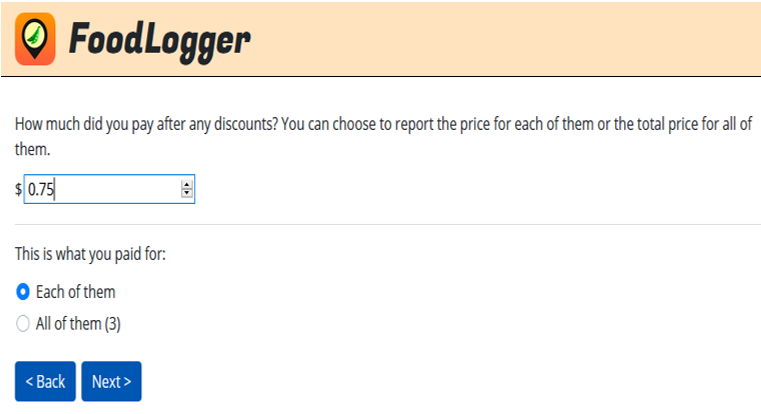 FoodLogger
How much did you pay after any discounts? You can choose to report the price for each of them or the total price for all of
them.
$ 0.75
This is what you paid for:
Each of them
All of them (3)
< Back Next >